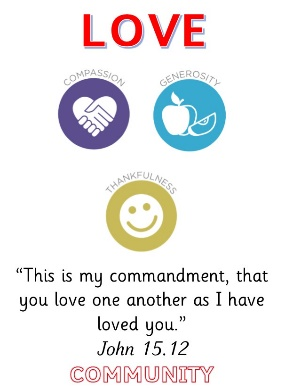 LOVE
COMPASSION
GENEROSITY
THANKFULNESS
“This is my commandment, that
you love one another as I have
loved you.”
John 15.12
COMMUNITY